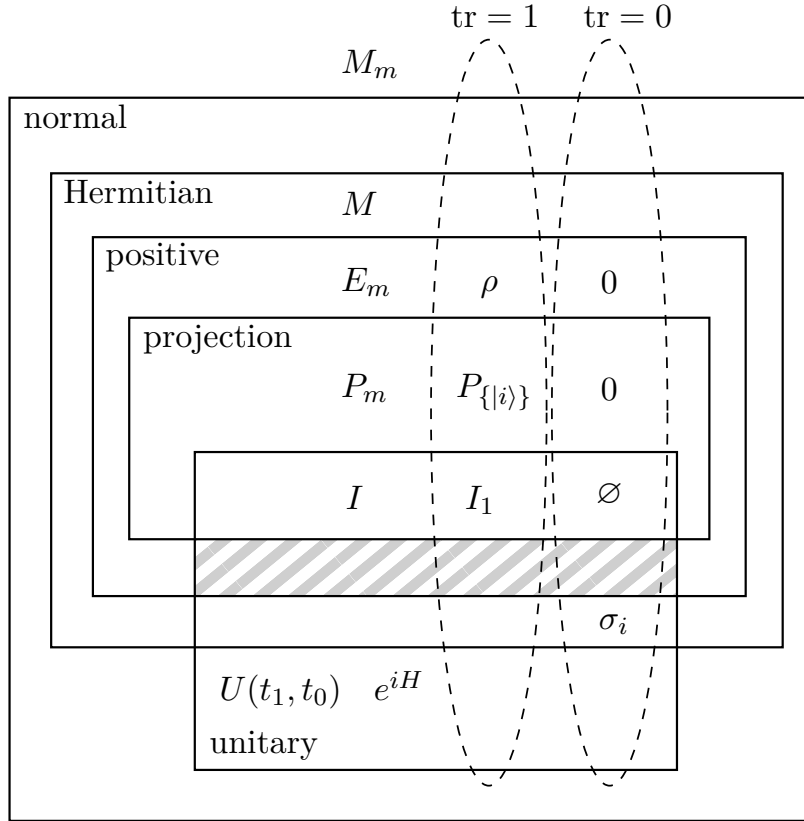 tr = 1 tr = 0
M_m
normal
Hermitian M
positive
E_m ρ 0
projection
P_m P_{|i⟩} 0
I I_1 ∅
σ_i
U(t_1, t_0) e^{iH}
unitary